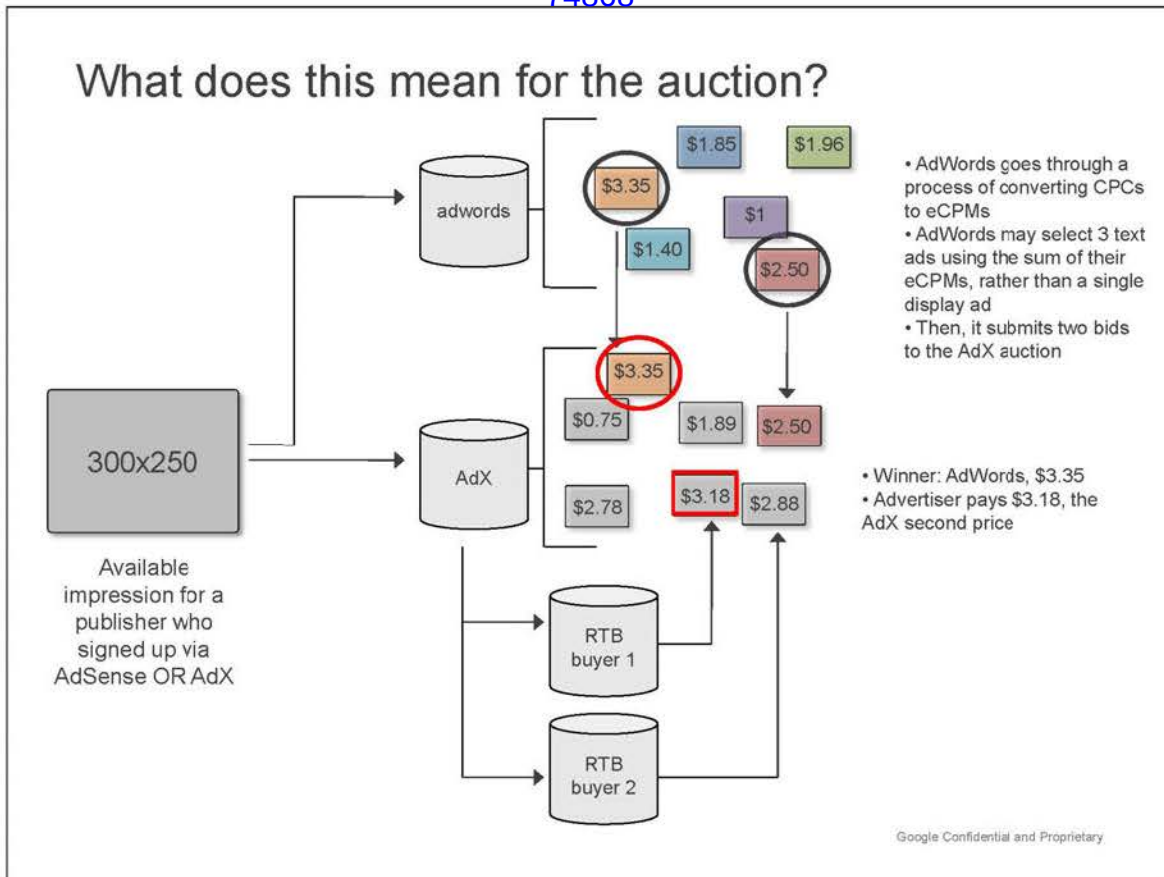 What does this mean for the auction?
adwords
$3.35
$1.85
$1.96
$1
$1.40
$2.50
• AdWords goes through a
process of converting CPCs
to eCPMs
• AdWords may select 3 text
ads using the sum of their
eCPMs, rather than a single
display ad
• Then, it submits two bids
to the AdX auction
300x250
Available
impression for a
publisher who
signed up via
AdSense OR AdX
AdX
$3.35
$0.75
$1.89
$2.50
$2.78
$3.18
$2.88
• Winner: AdWords, $3.35
• Advertiser pays $3.18, the
AdX second price
RTB
buyer 1
RTB
buyer 2
Google Confidential and Proprietary